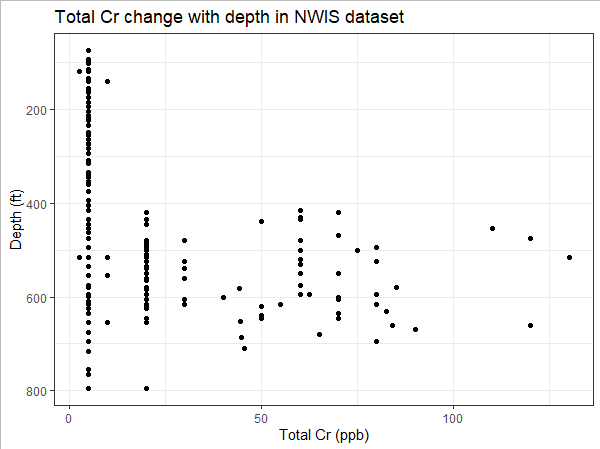 Total Cr change with depth in NWIS dataset
200
400
600
800
Depth (ft)
0
50
100
Total Cr (ppb)